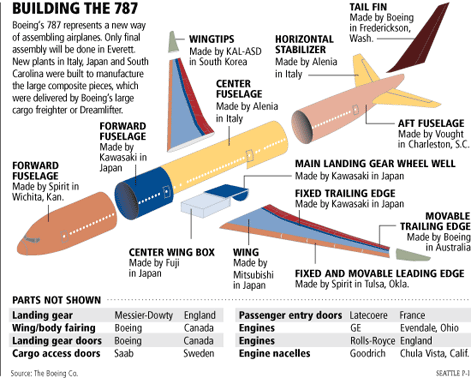 BUILDING THE 787
Boeing's 787 represents a new way
of assembling airplanes. Only final
assembly will be done in Everett.
New plants in Italy, Japan and South
Carolina were built to manufacture
the large composite pieces, which
were delivered by Boeing's large
cargo freighter or Dreamlifter.
WINGTIPS
Made by KAL-ASD
in South Korea
HORIZONTAL
STABILIZER
Made by Alenia
in Italy
TAIL FIN
Made by Boeing
in Frederickson,
Wash.
CENTER
FUSELAGE
Made by Alenia
in Italy
FORWARD
FUSELAGE
Made by
Kawasaki in
Japan
AFT FUSELAGE
Made by Vought
in Charleston, S.C.
FORWARD
FUSELAGE
Made by Spirit in
Wichita, Kan.
MAIN LANDING GEAR WHEEL WELL
Made by Kawasaki in Japan
FIXED TRAILING EDGE
Made by Kawasaki in Japan
MOVABLE
TRAILING EDGE
Made by Boeing
in Australia
CENTER WING BOX
Made by Fuji
in Japan
WING
Made by
Mitsubishi
in Japan
FIXED AND MOVABLE LEADING EDGE
Made by Spirit in Tulsa, Okla.
PARTS NOT SHOWN
Landing gear Messier-Dowty England
Wing/body fairing Boeing Canada
Landing gear doors Boeing Canada
Cargo access doors Saab Sweden
Passenger entry doors Latecoere France
Engines GE Evendale, Ohio
Engines Rolls-Royce England
Engine nacelles Goodrich Chula Vista, Calif.
Source: The Boeing Co.
SEATTLE P-I